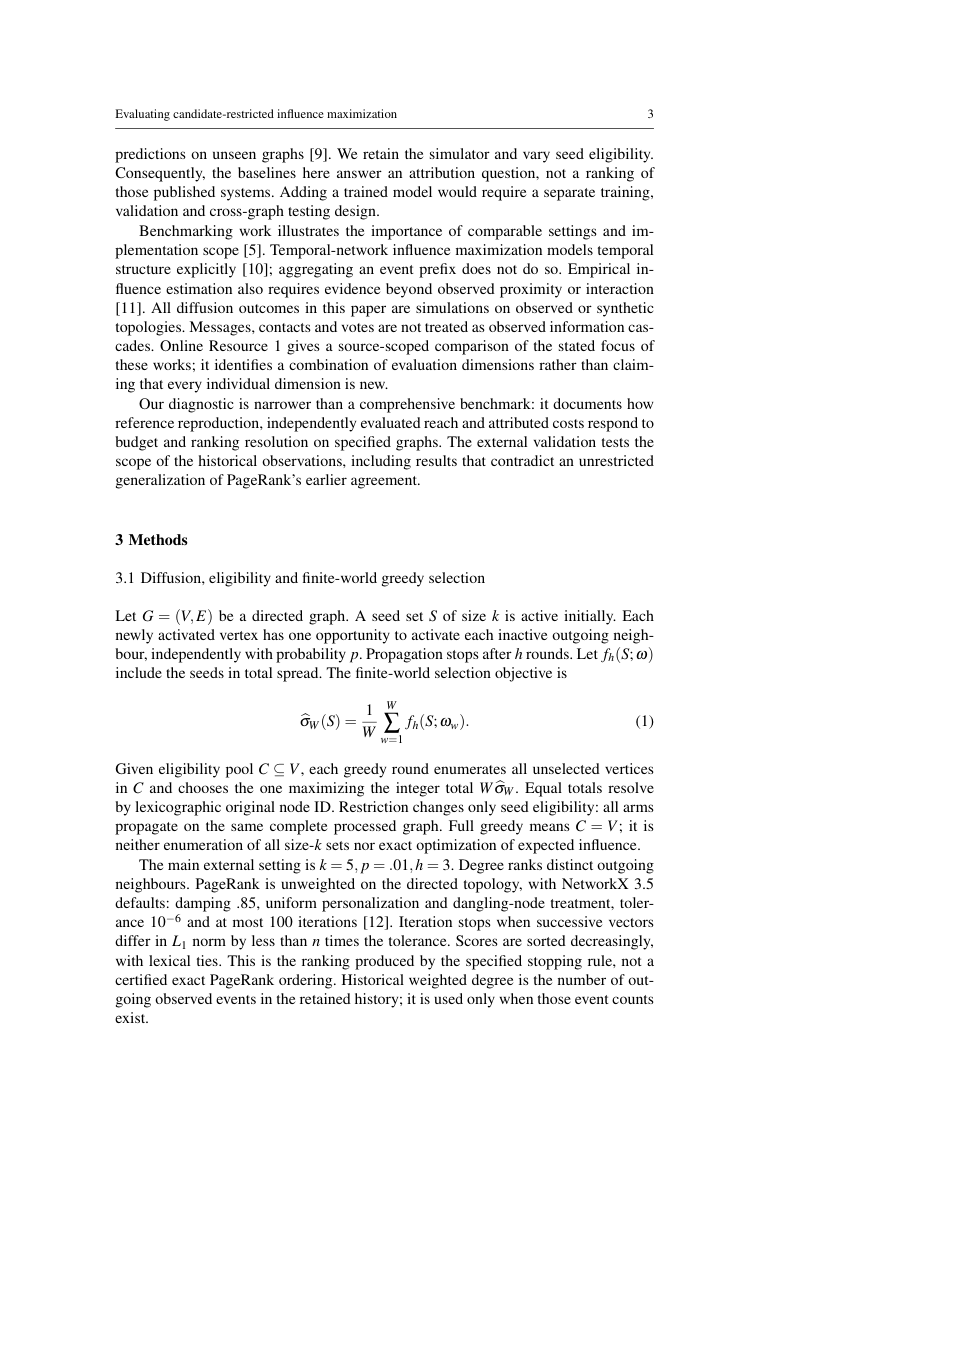 Evaluating candidate-restricted influence maximization 3
predictions on unseen graphs [9]. We retain the simulator and vary seed eligibility.
Consequently, the baselines here answer an attribution question, not a ranking of
those published systems. Adding a trained model would require a separate training,
validation and cross-graph testing design.
Benchmarking work illustrates the importance of comparable settings and im-
plementation scope [5]. Temporal-network influence maximization models temporal
structure explicitly [10]; aggregating an event prefix does not do so. Empirical in-
fluence estimation also requires evidence beyond observed proximity or interaction
[11]. All diffusion outcomes in this paper are simulations on observed or synthetic
topologies. Messages, contacts and votes are not treated as observed information cas-
cades. Online Resource 1 gives a source-scoped comparison of the stated focus of
these works; it identifies a combination of evaluation dimensions rather than claim-
ing that every individual dimension is new.
Our diagnostic is narrower than a comprehensive benchmark: it documents how
reference reproduction, independently evaluated reach and attributed costs respond to
budget and ranking resolution on specified graphs. The external validation tests the
scope of the historical observations, including results that contradict an unrestricted
generalization of PageRank's earlier agreement.
3 Methods
3.1 Diffusion, eligibility and finite-world greedy selection
Let G = (V,E) be a directed graph. A seed set S of size k is active initially. Each
newly activated vertex has one opportunity to activate each inactive outgoing neigh-
bour, independently with probability p. Propagation stops after h rounds. Let f_h(S;ω)
include the seeds in total spread. The finite-world selection objective is
σ̂_W(S) = 1/W ∑_{w=1}^{W} f_h(S;ω_w). (1)
Given eligibility pool C ⊆ V, each greedy round enumerates all unselected vertices
in C and chooses the one maximizing the integer total Wσ̂_W. Equal totals resolve
by lexicographic original node ID. Restriction changes only seed eligibility: all arms
propagate on the same complete processed graph. Full greedy means C = V; it is
neither enumeration of all size-k sets nor exact optimization of expected influence.
The main external setting is k = 5, p = .01, h = 3. Degree ranks distinct outgoing
neighbours. PageRank is unweighted on the directed topology, with NetworkX 3.5
defaults: damping .85, uniform personalization and dangling-node treatment, toler-
ance 10⁻⁶ and at most 100 iterations [12]. Iteration stops when successive vectors
differ in L₁ norm by less than n times the tolerance. Scores are sorted decreasingly,
with lexical ties. This is the ranking produced by the specified stopping rule, not a
certified exact PageRank ordering. Historical weighted degree is the number of out-
going observed events in the retained history; it is used only when those event counts
exist.